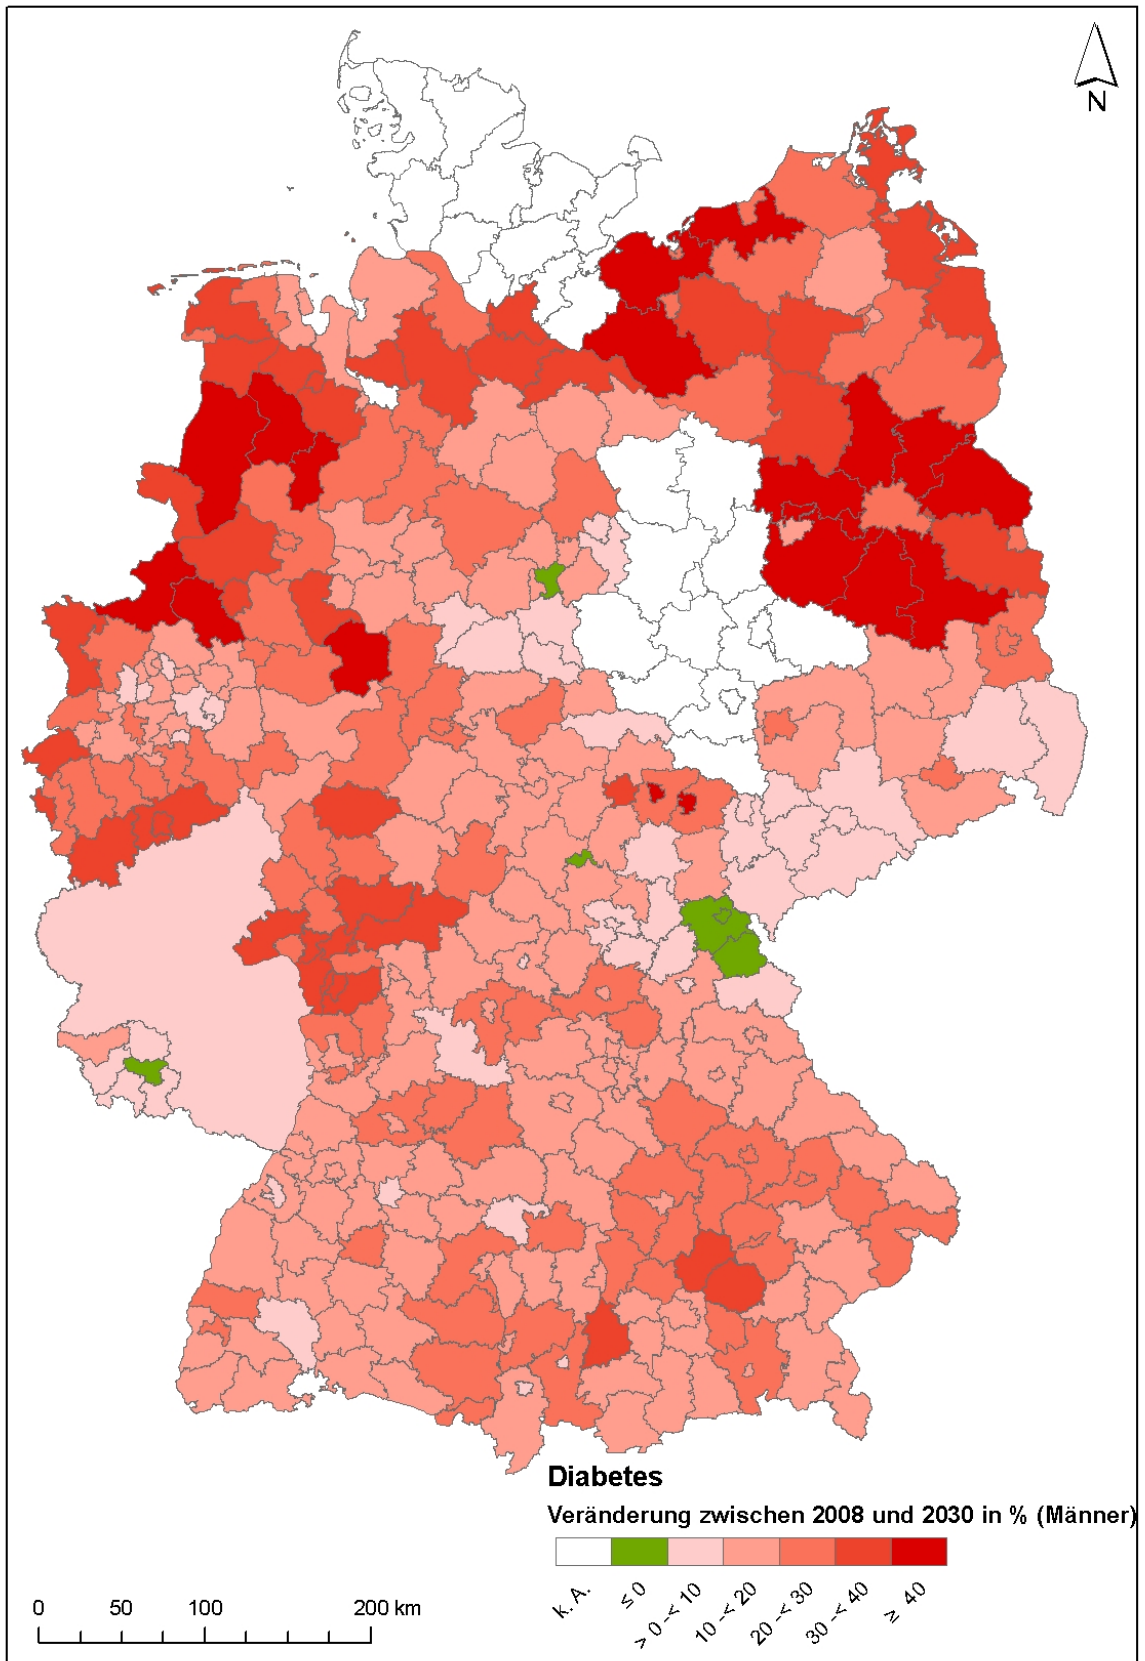 N
Diabetes
Veränderung zwischen 2008 und 2030 in % (Männer)
k. A.
≤ 0
> 0 -< 10
10 -< 20
20 -< 30
30 -< 40
≥ 40
0 50 100 200 km